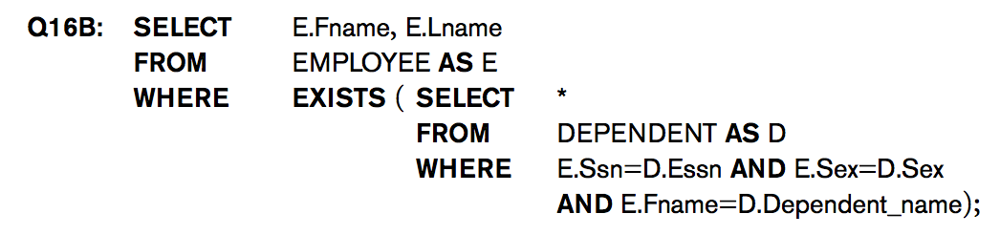 Q16B: SELECT E.Fname, E.Lname
FROM EMPLOYEE AS E
WHERE EXISTS ( SELECT *
FROM DEPENDENT AS D
WHERE E.Ssn=D.Essn AND E.Sex=D.Sex
AND E.Fname=D.Dependent_name);